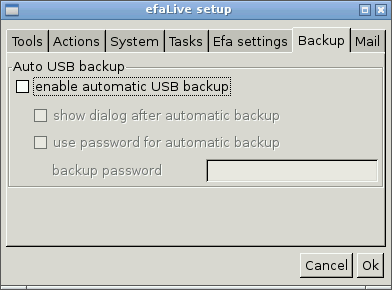 efaLive setup
Tools Actions System Tasks Efa settings Backup Mail
Auto USB backup
enable automatic USB backup
show dialog after automatic backup
use password for automatic backup
backup password
Cancel Ok